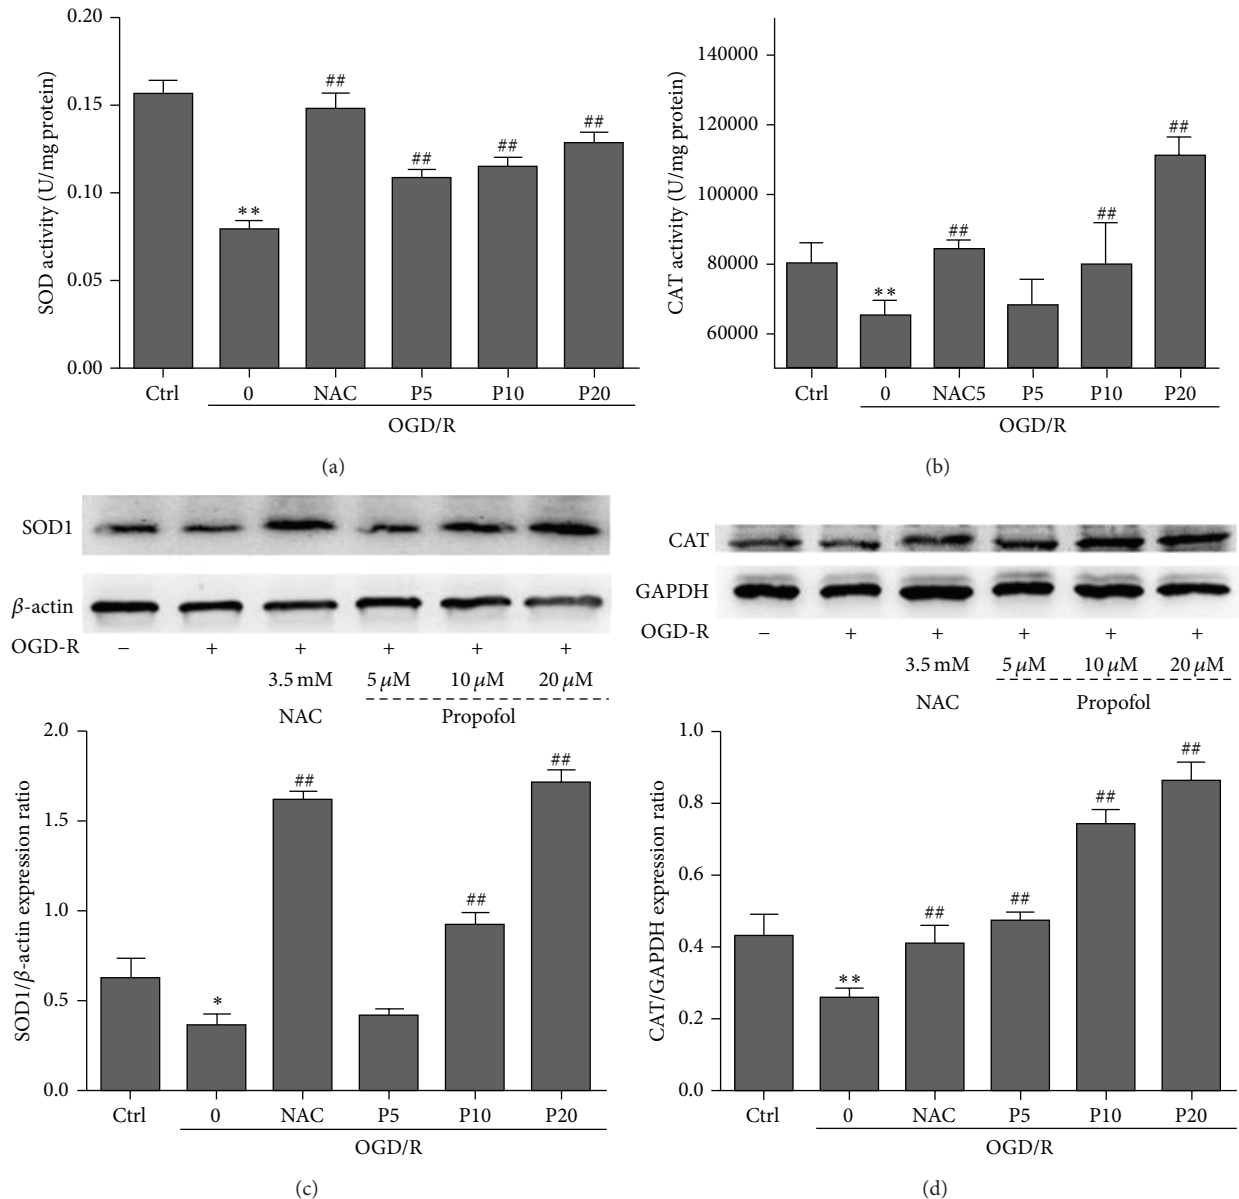 0.20
0.15
0.10
0.05
0.00
SOD activity (U/mg protein)
**
##
##
##
##
Ctrl 0 NAC P5 P10 P20
OGD/R
(a)
140000
120000
100000
80000
60000
CAT activity (U/mg protein)
**
##
##
##
Ctrl 0 NAC5 P5 P10 P20
OGD/R
(b)
SOD1
β-actin
OGD-R − + + + + +
3.5 mM 5 μM 10 μM 20 μM
NAC Propofol
2.0
1.5
1.0
0.5
0.0
SOD1/β-actin expression ratio
*
##
##
##
Ctrl 0 NAC P5 P10 P20
OGD/R
(c)
CAT
GAPDH
OGD-R − + + + + +
3.5 mM 5 μM 10 μM 20 μM
NAC Propofol
1.0
0.8
0.6
0.4
0.2
0.0
CAT/GAPDH expression ratio
**
##
##
##
##
Ctrl 0 NAC P5 P10 P20
OGD/R
(d)